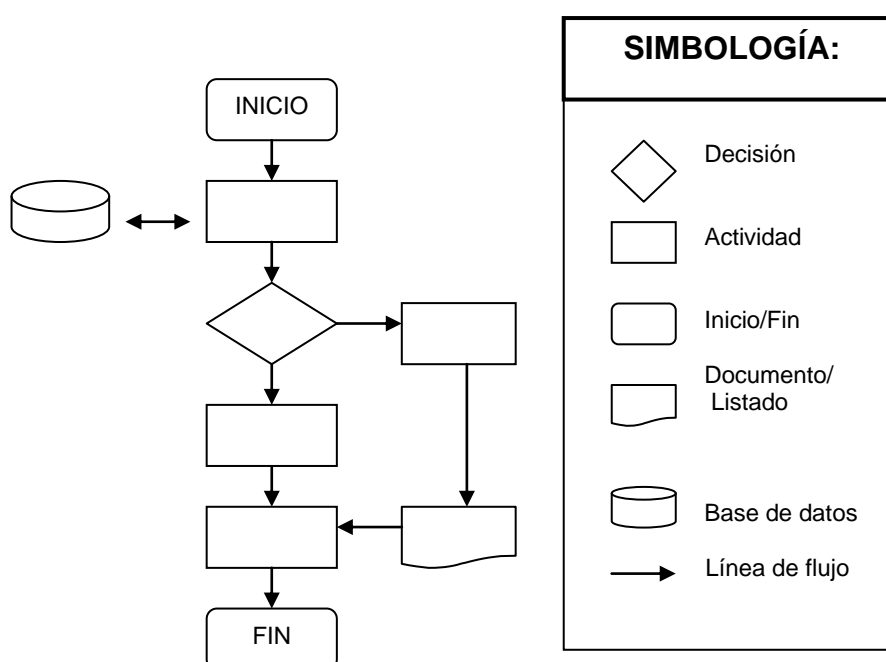 INICIO
FIN
SIMBOLOGÍA:
Decisión
Actividad
Inicio/Fin
Documento/
Listado
Base de datos
Línea de flujo